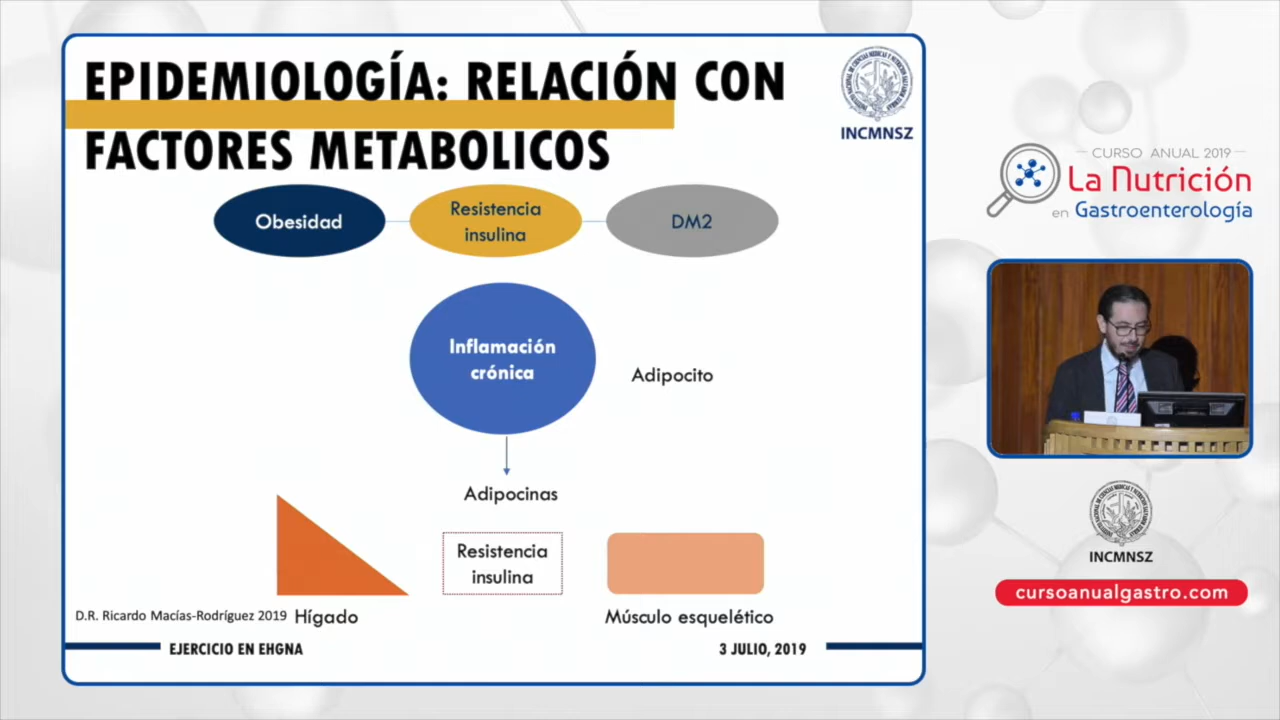 EPIDEMIOLOGÍA: RELACIÓN CON
FACTORES METABOLICOS
INCMNSZ
Obesidad
Resistencia
insulina
DM2
Inflamación
crónica
Adipocito
Adipocinas
Resistencia
insulina
D.R. Ricardo Macías-Rodríguez 2019
Hígado
Músculo esquelético
EJERCICIO EN EHGNA
3 JULIO, 2019
CURSO ANUAL 2019
La Nutrición
en Gastroenterología
INCMNSZ
cursoanualgastro.com